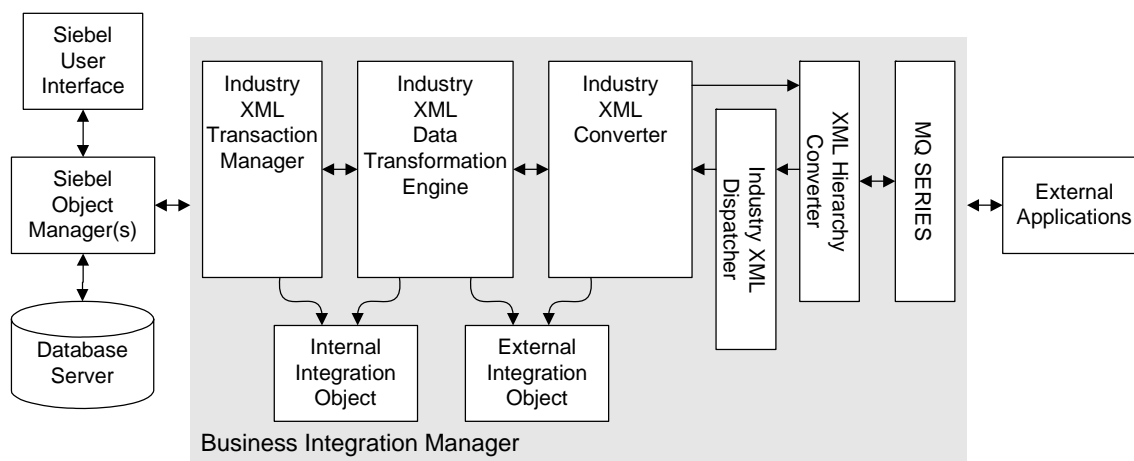 Siebel
User
Interface
Siebel
Object
Manager(s)
Database
Server
Industry
XML
Transaction
Manager
Industry
XML
Data
Transformation
Engine
Industry
XML
Converter
Industry XML
Dispatcher
XML Hierarchy
Converter
MQ SERIES
External
Applications
Internal
Integration
Object
External
Integration
Object
Business Integration Manager